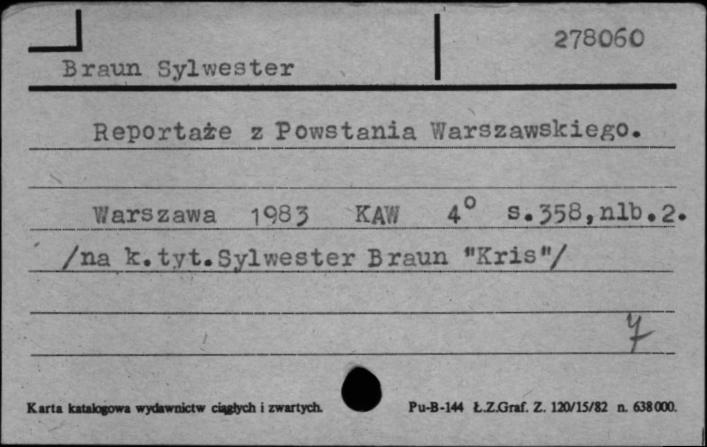 278060
Braun Sylwester
Reportaże z Powstania Warszawskiego.
Warszawa 1983 KAW 4° s.358,nlb.2.
/na k.tyt.Sylwester Braun "Kris"/
7
Karta katalogowa wydawnictw ciągłych i zwartych. Pu-B-144 Ł.Z.Graf. Z. 120/15/82 n. 638000.